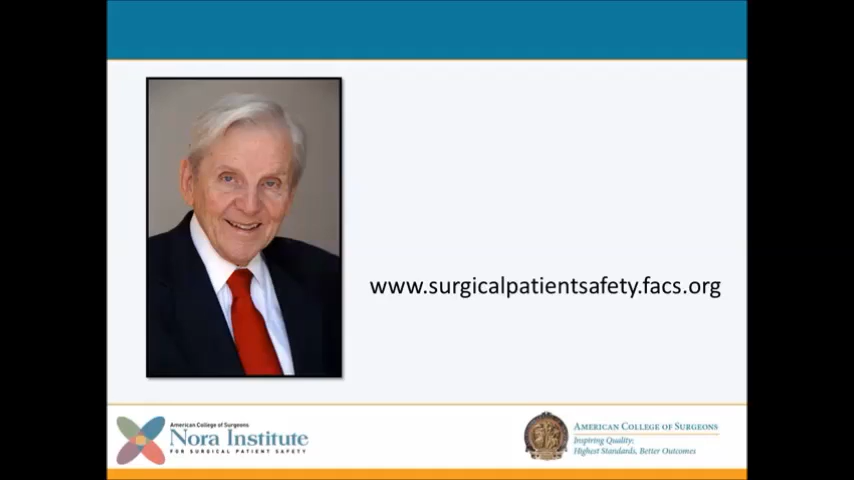 www.surgicalpatientsafety.facs.org
American College of Surgeons
Nora Institute
FOR SURGICAL PATIENT SAFETY
AMERICAN COLLEGE OF SURGEONS
Inspiring Quality:
Highest Standards, Better Outcomes